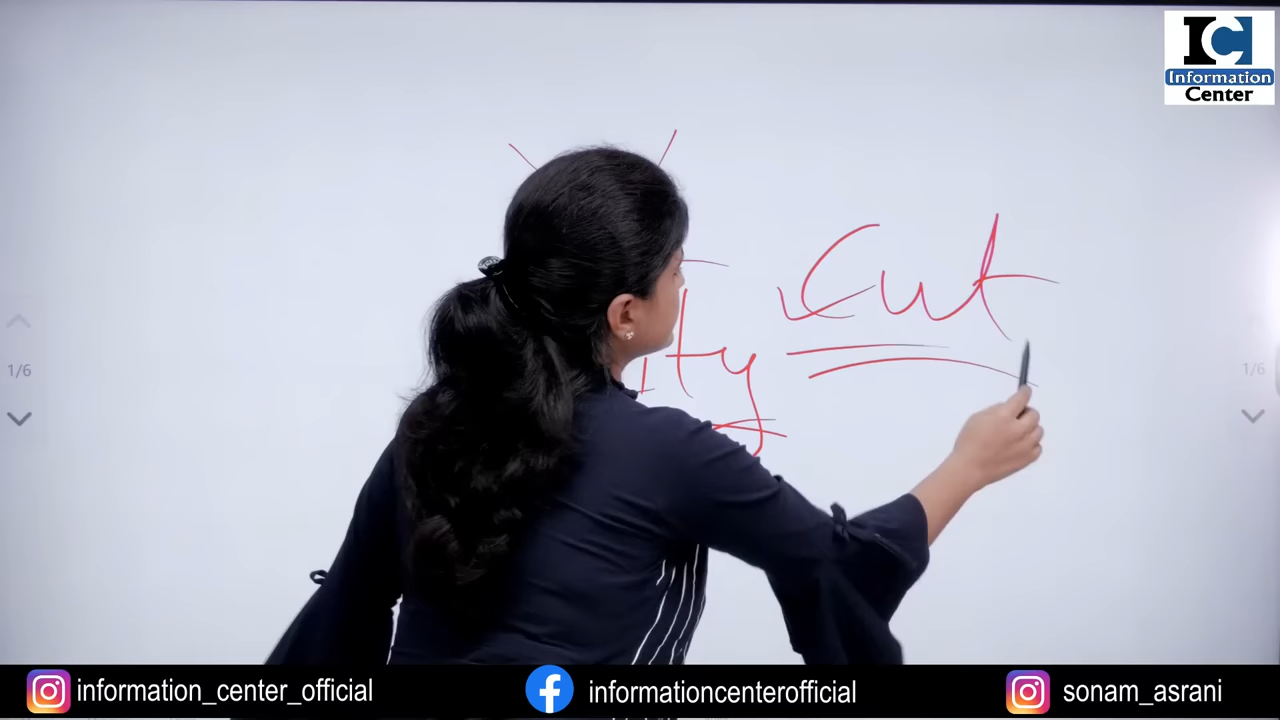 IC
Information
Center
Cut
ity
1/6
1/6
information_center_official
informationcenterofficial
sonam_asrani